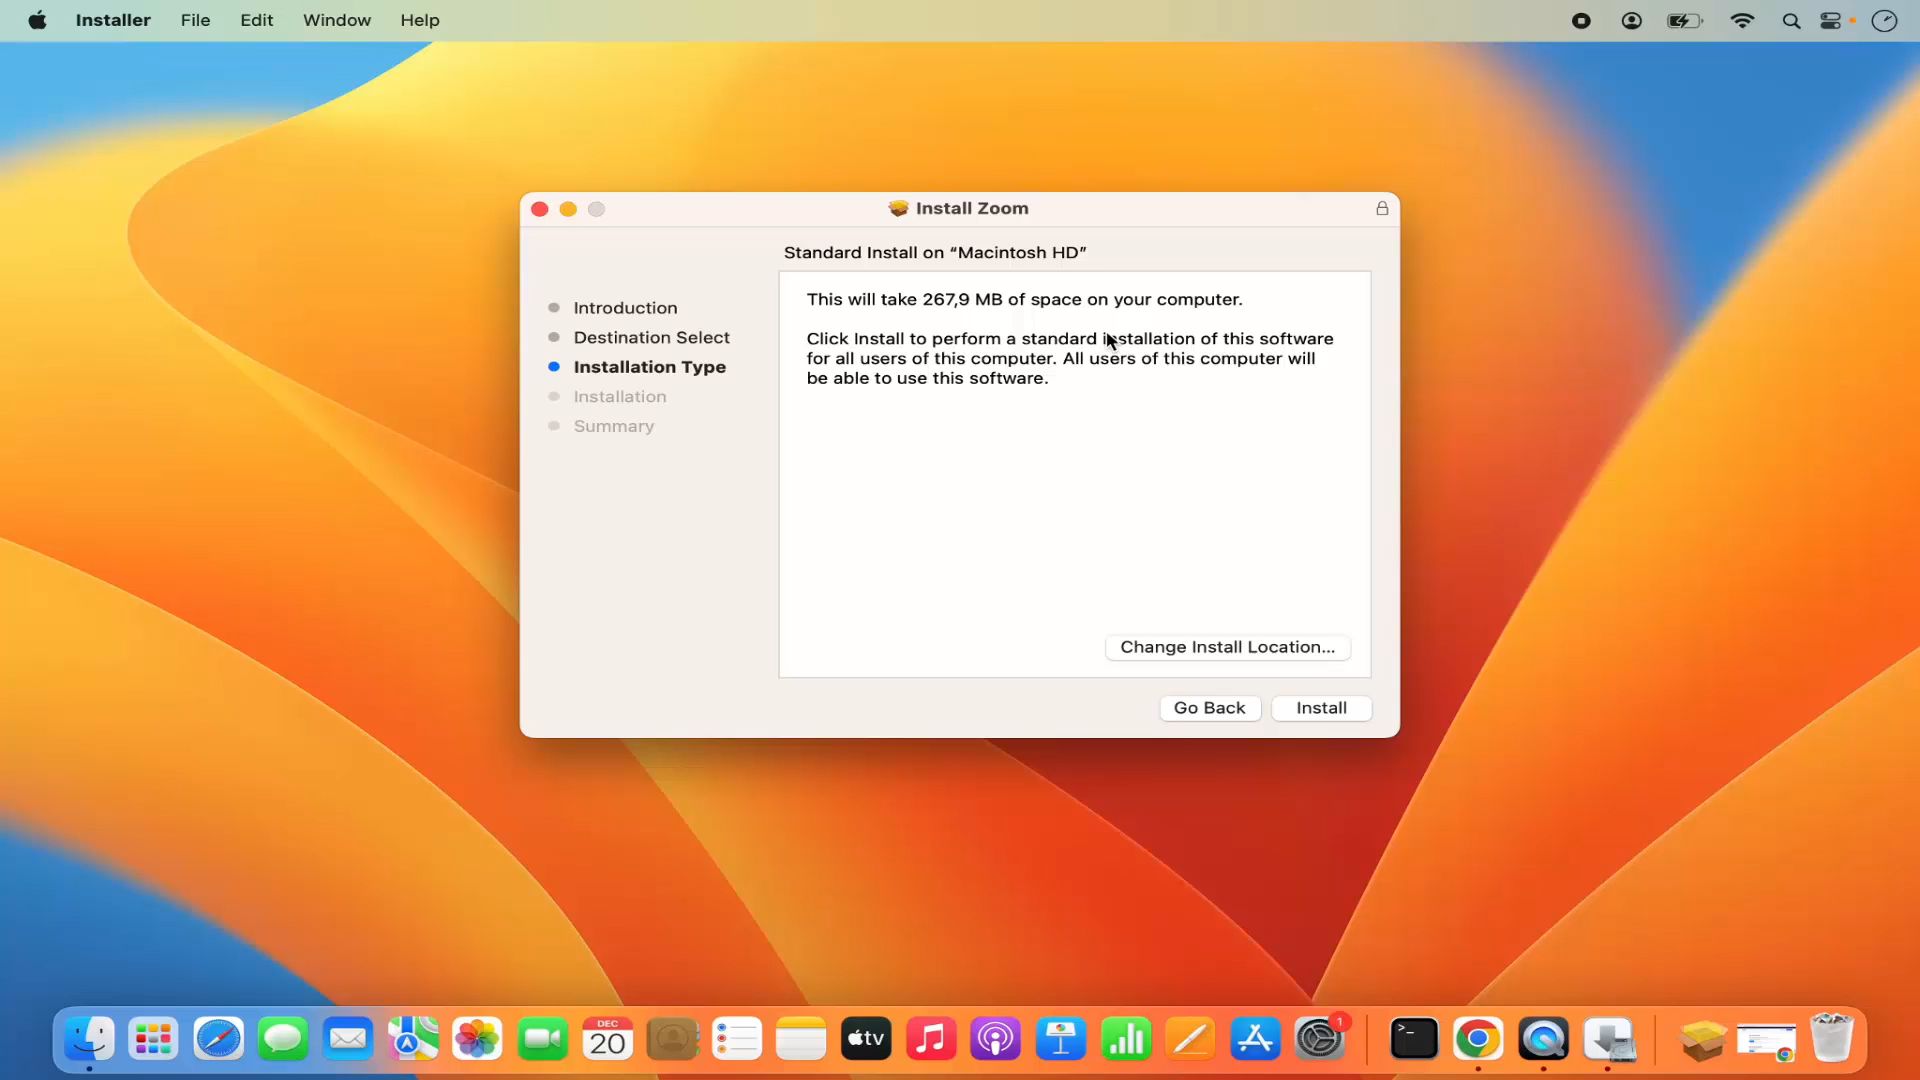 Installer File Edit Window Help
Install Zoom
Standard Install on “Macintosh HD”
Introduction
Destination Select
Installation Type
Installation
Summary
This will take 267,9 MB of space on your computer.
Click Install to perform a standard installation of this software
for all users of this computer. All users of this computer will
be able to use this software.
Change Install Location...
Go Back
Install
DEC
20
tv
1
>_